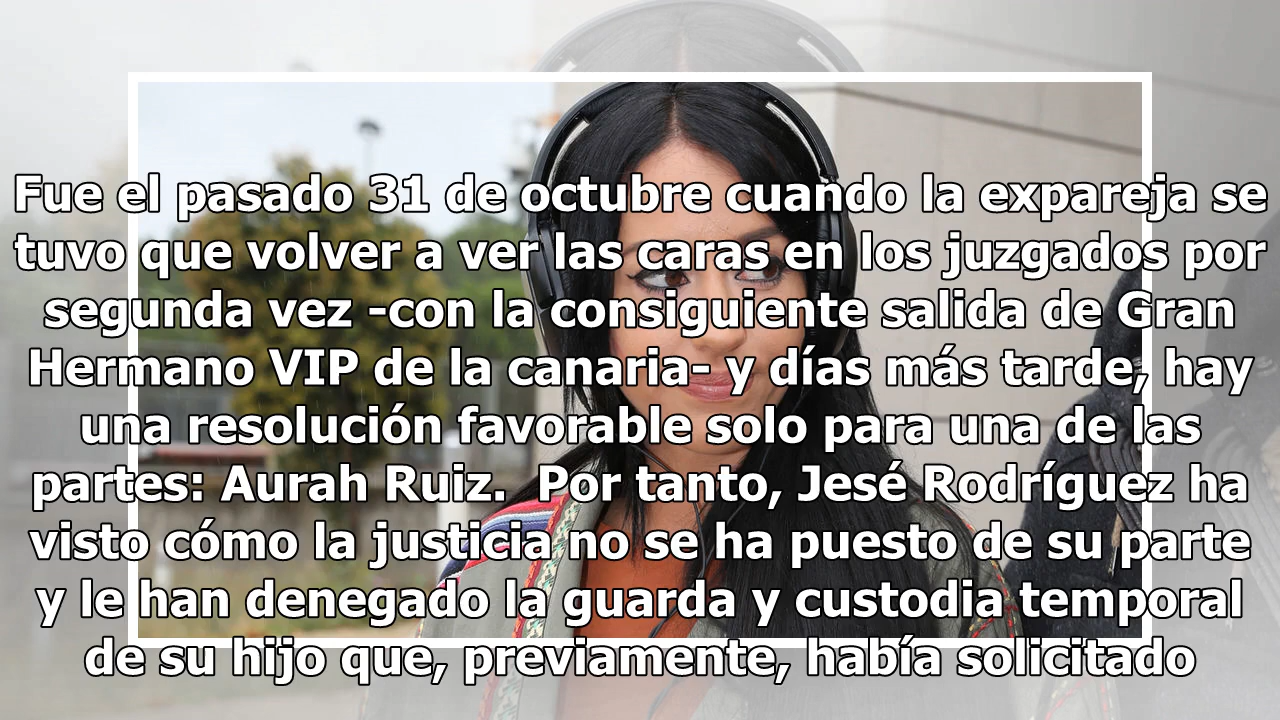 Fue el pasado 31 de octubre cuando la expareja se
tuvo que volver a ver las caras en los juzgados por
segunda vez -con la consiguiente salida de Gran
Hermano VIP de la canaria- y días más tarde, hay
una resolución favorable solo para una de las
partes: Aurah Ruiz.  Por tanto, Jesé Rodríguez ha
visto cómo la justicia no se ha puesto de su parte
y le han denegado la guarda y custodia temporal
de su hijo que, previamente, había solicitado